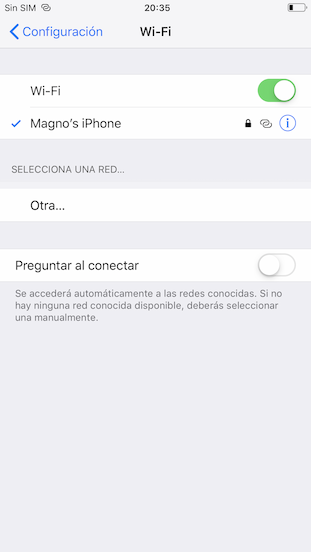 Sin SIM 20:35
Configuración Wi-Fi
Wi-Fi
Magno's iPhone
SELECCIONA UNA RED...
Otra...
Preguntar al conectar
Se accederá automáticamente a las redes conocidas. Si no
hay ninguna red conocida disponible, deberás seleccionar
una manualmente.